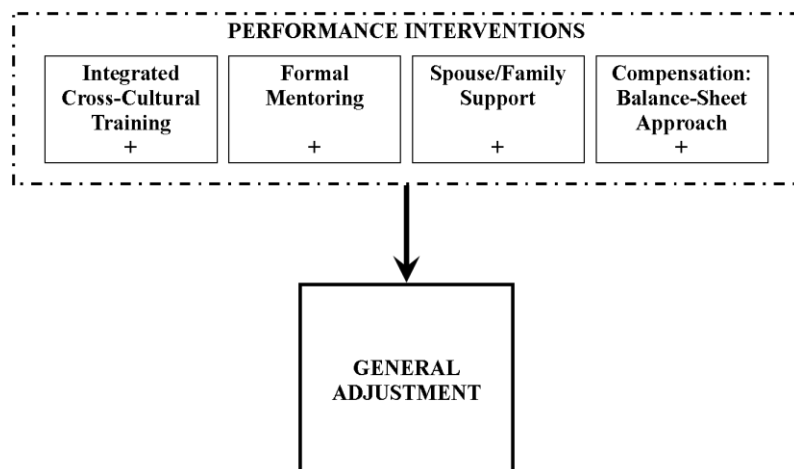 PERFORMANCE INTERVENTIONS
Integrated
Cross-Cultural
Training
+
Formal
Mentoring
+
Spouse/Family
Support
+
Compensation:
Balance-Sheet
Approach
+
GENERAL
ADJUSTMENT